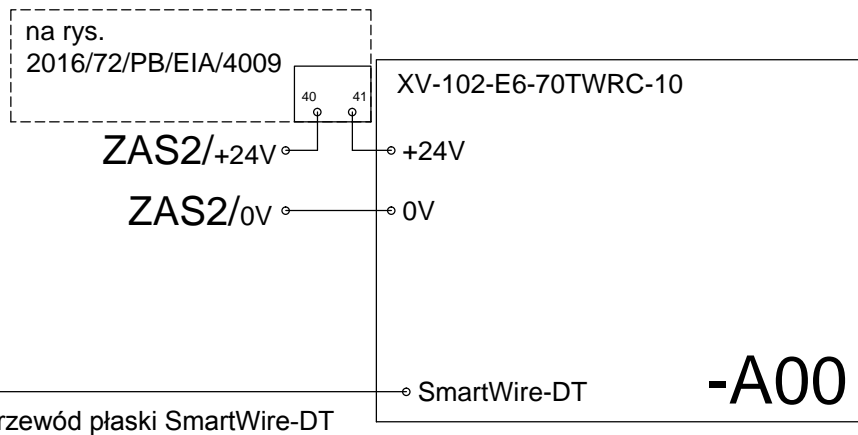 na rys.
2016/72/PB/EIA/4009
40 41
XV-102-E6-70TWRC-10
ZAS2/+24V
+24V
ZAS2/0V
0V
SmartWire-DT
-A00
rzewód płaski SmartWire-DT